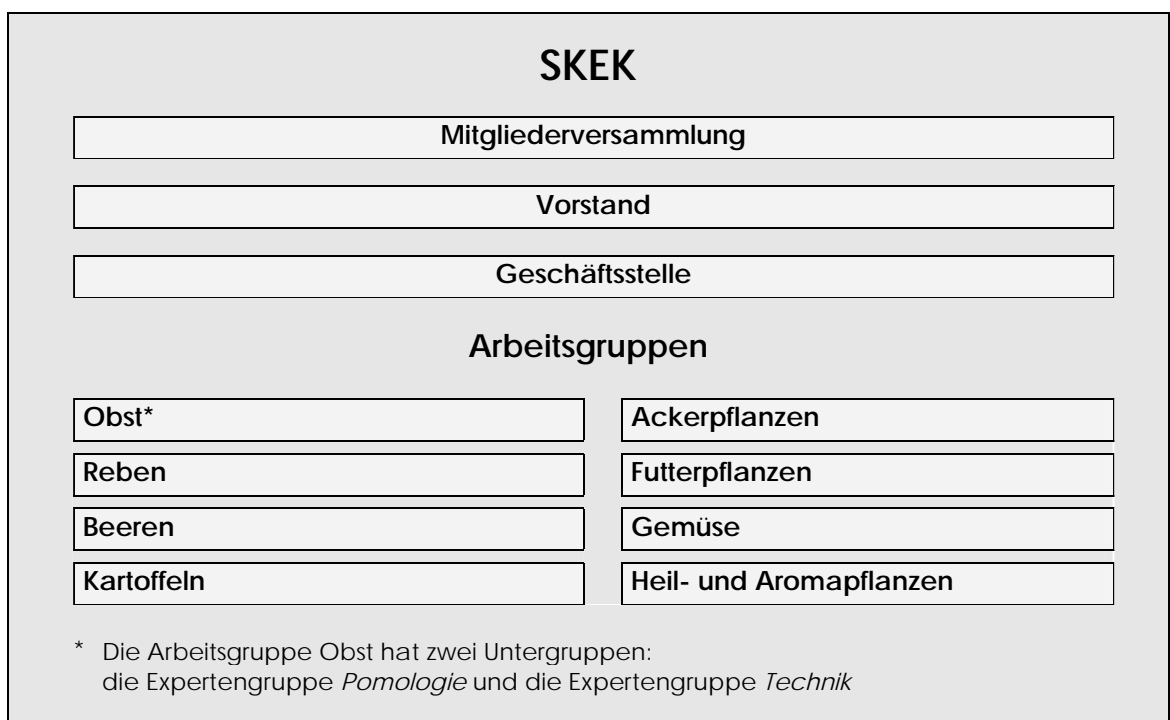 SKEK
Mitgliederversammlung
Vorstand
Geschäftsstelle
Arbeitsgruppen
Obst*
Ackerpflanzen
Reben
Futterpflanzen
Beeren
Gemüse
Kartoffeln
Heil- und Aromapflanzen
* Die Arbeitsgruppe Obst hat zwei Untergruppen:
die Expertengruppe Pomologie und die Expertengruppe Technik